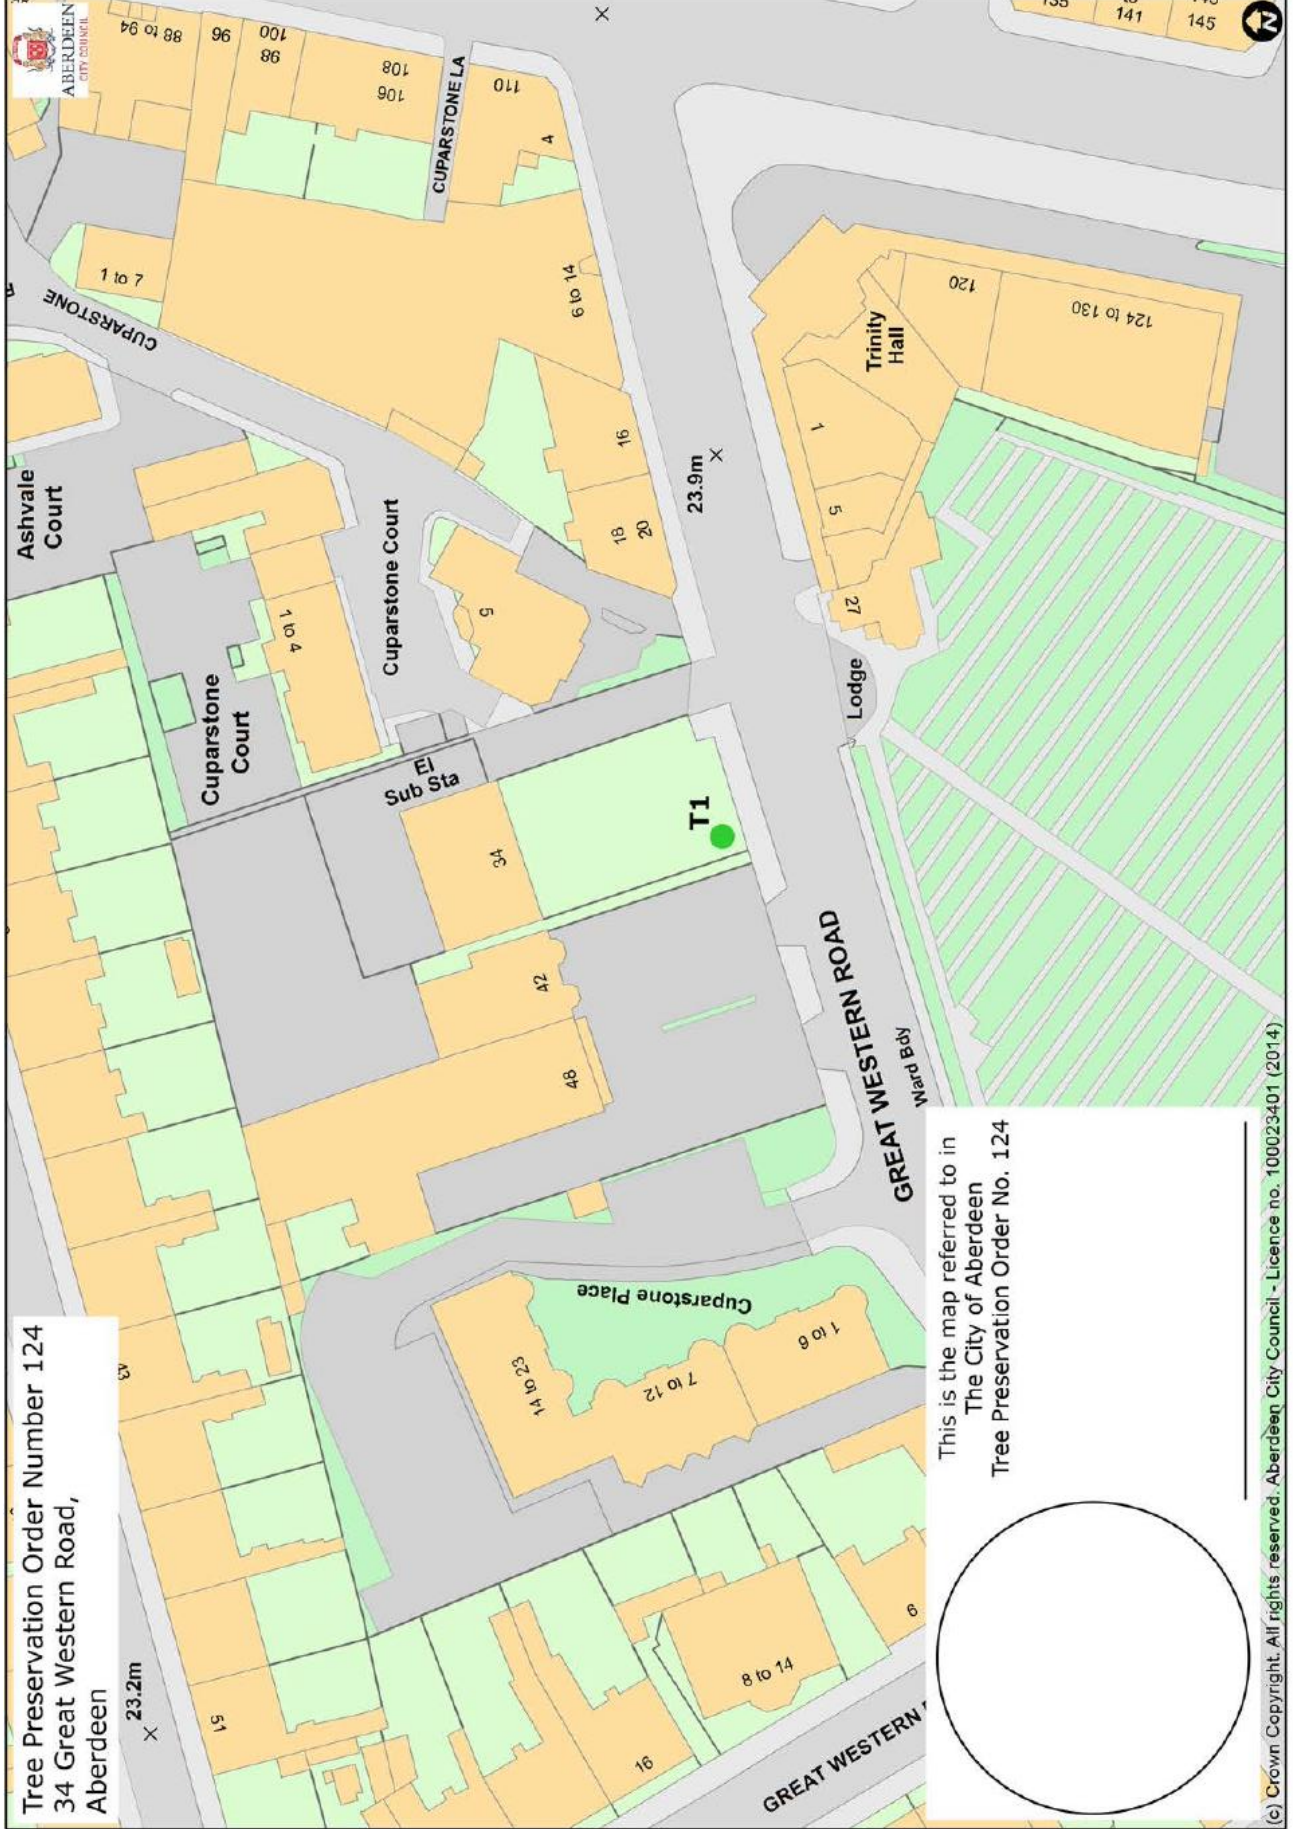 Tree Preservation Order Number 124
34 Great Western Road,
Aberdeen
ABERDEEN
CITY COUNCIL
N
23.2m
51
43
88 to 94
96
98
100
106
108
CUPARSTONE LA
110
4
1 to 7
CUPARSTONE
6 to 14
16
18
20
Ashvale
Court
Cuparstone
Court
1 to 4
Cuparstone Court
5
El
Sub Sta
34
T1
42
48
23.9m
135
141
145
Trinity
Hall
120
124 to 130
1
5
27
Lodge
GREAT WESTERN ROAD
Ward Bdy
Cuparstone Place
14 to 23
7 to 12
1 to 6
8 to 14
6
16
GREAT WESTERN
This is the map referred to in
The City of Aberdeen
Tree Preservation Order No. 124
(c) Crown Copyright. All rights reserved. Aberdeen City Council - Licence no. 100023401 (2014)